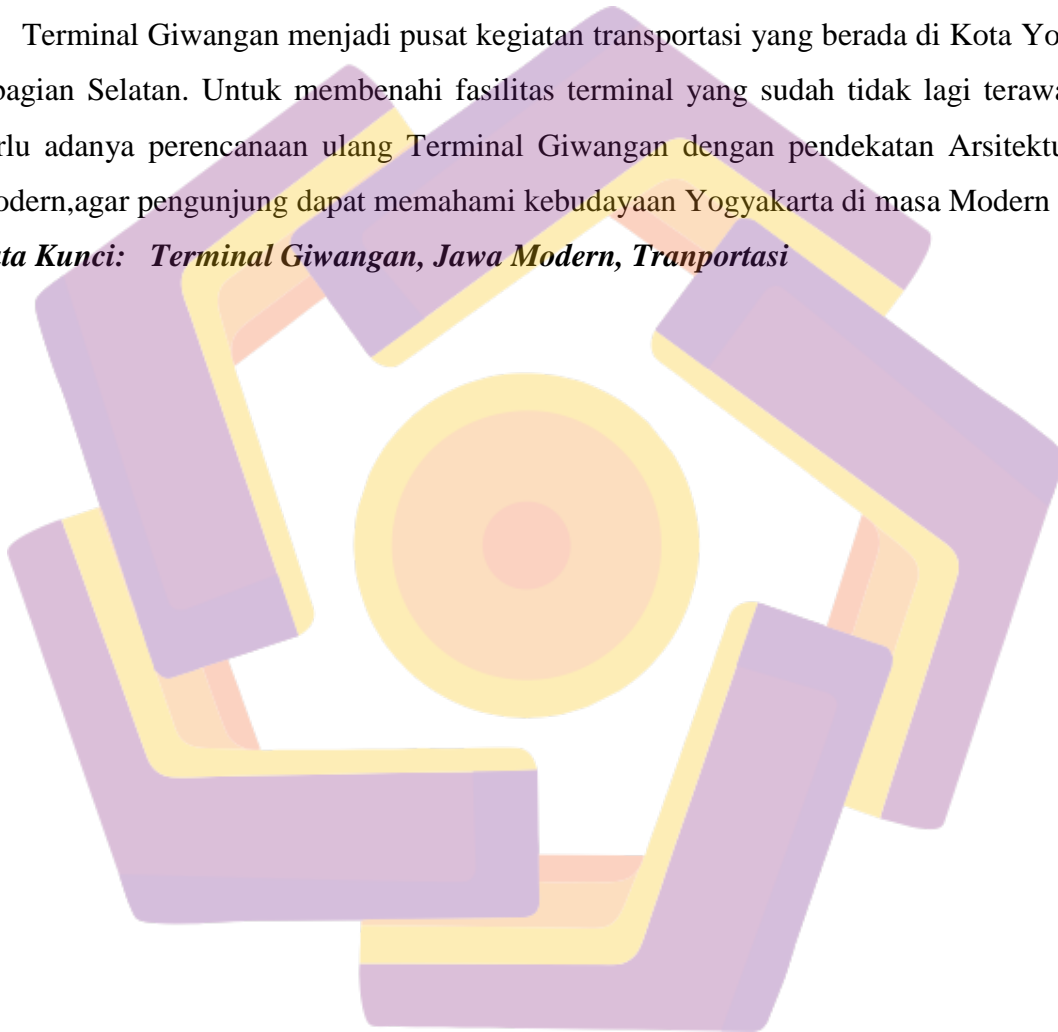 Terminal Giwangan menjadi pusat kegiatan transportasi yang berada di Kota Yo
bagian Selatan. Untuk membenahi fasilitas terminal yang sudah tidak lagi terawa
rlu adanya perencanaan ulang Terminal Giwangan dengan pendekatan Arsitektu
odern,agar pengunjung dapat memahami kebudayaan Yogyakarta di masa Modern
ata Kunci: Terminal Giwangan, Jawa Modern, Tranportasi